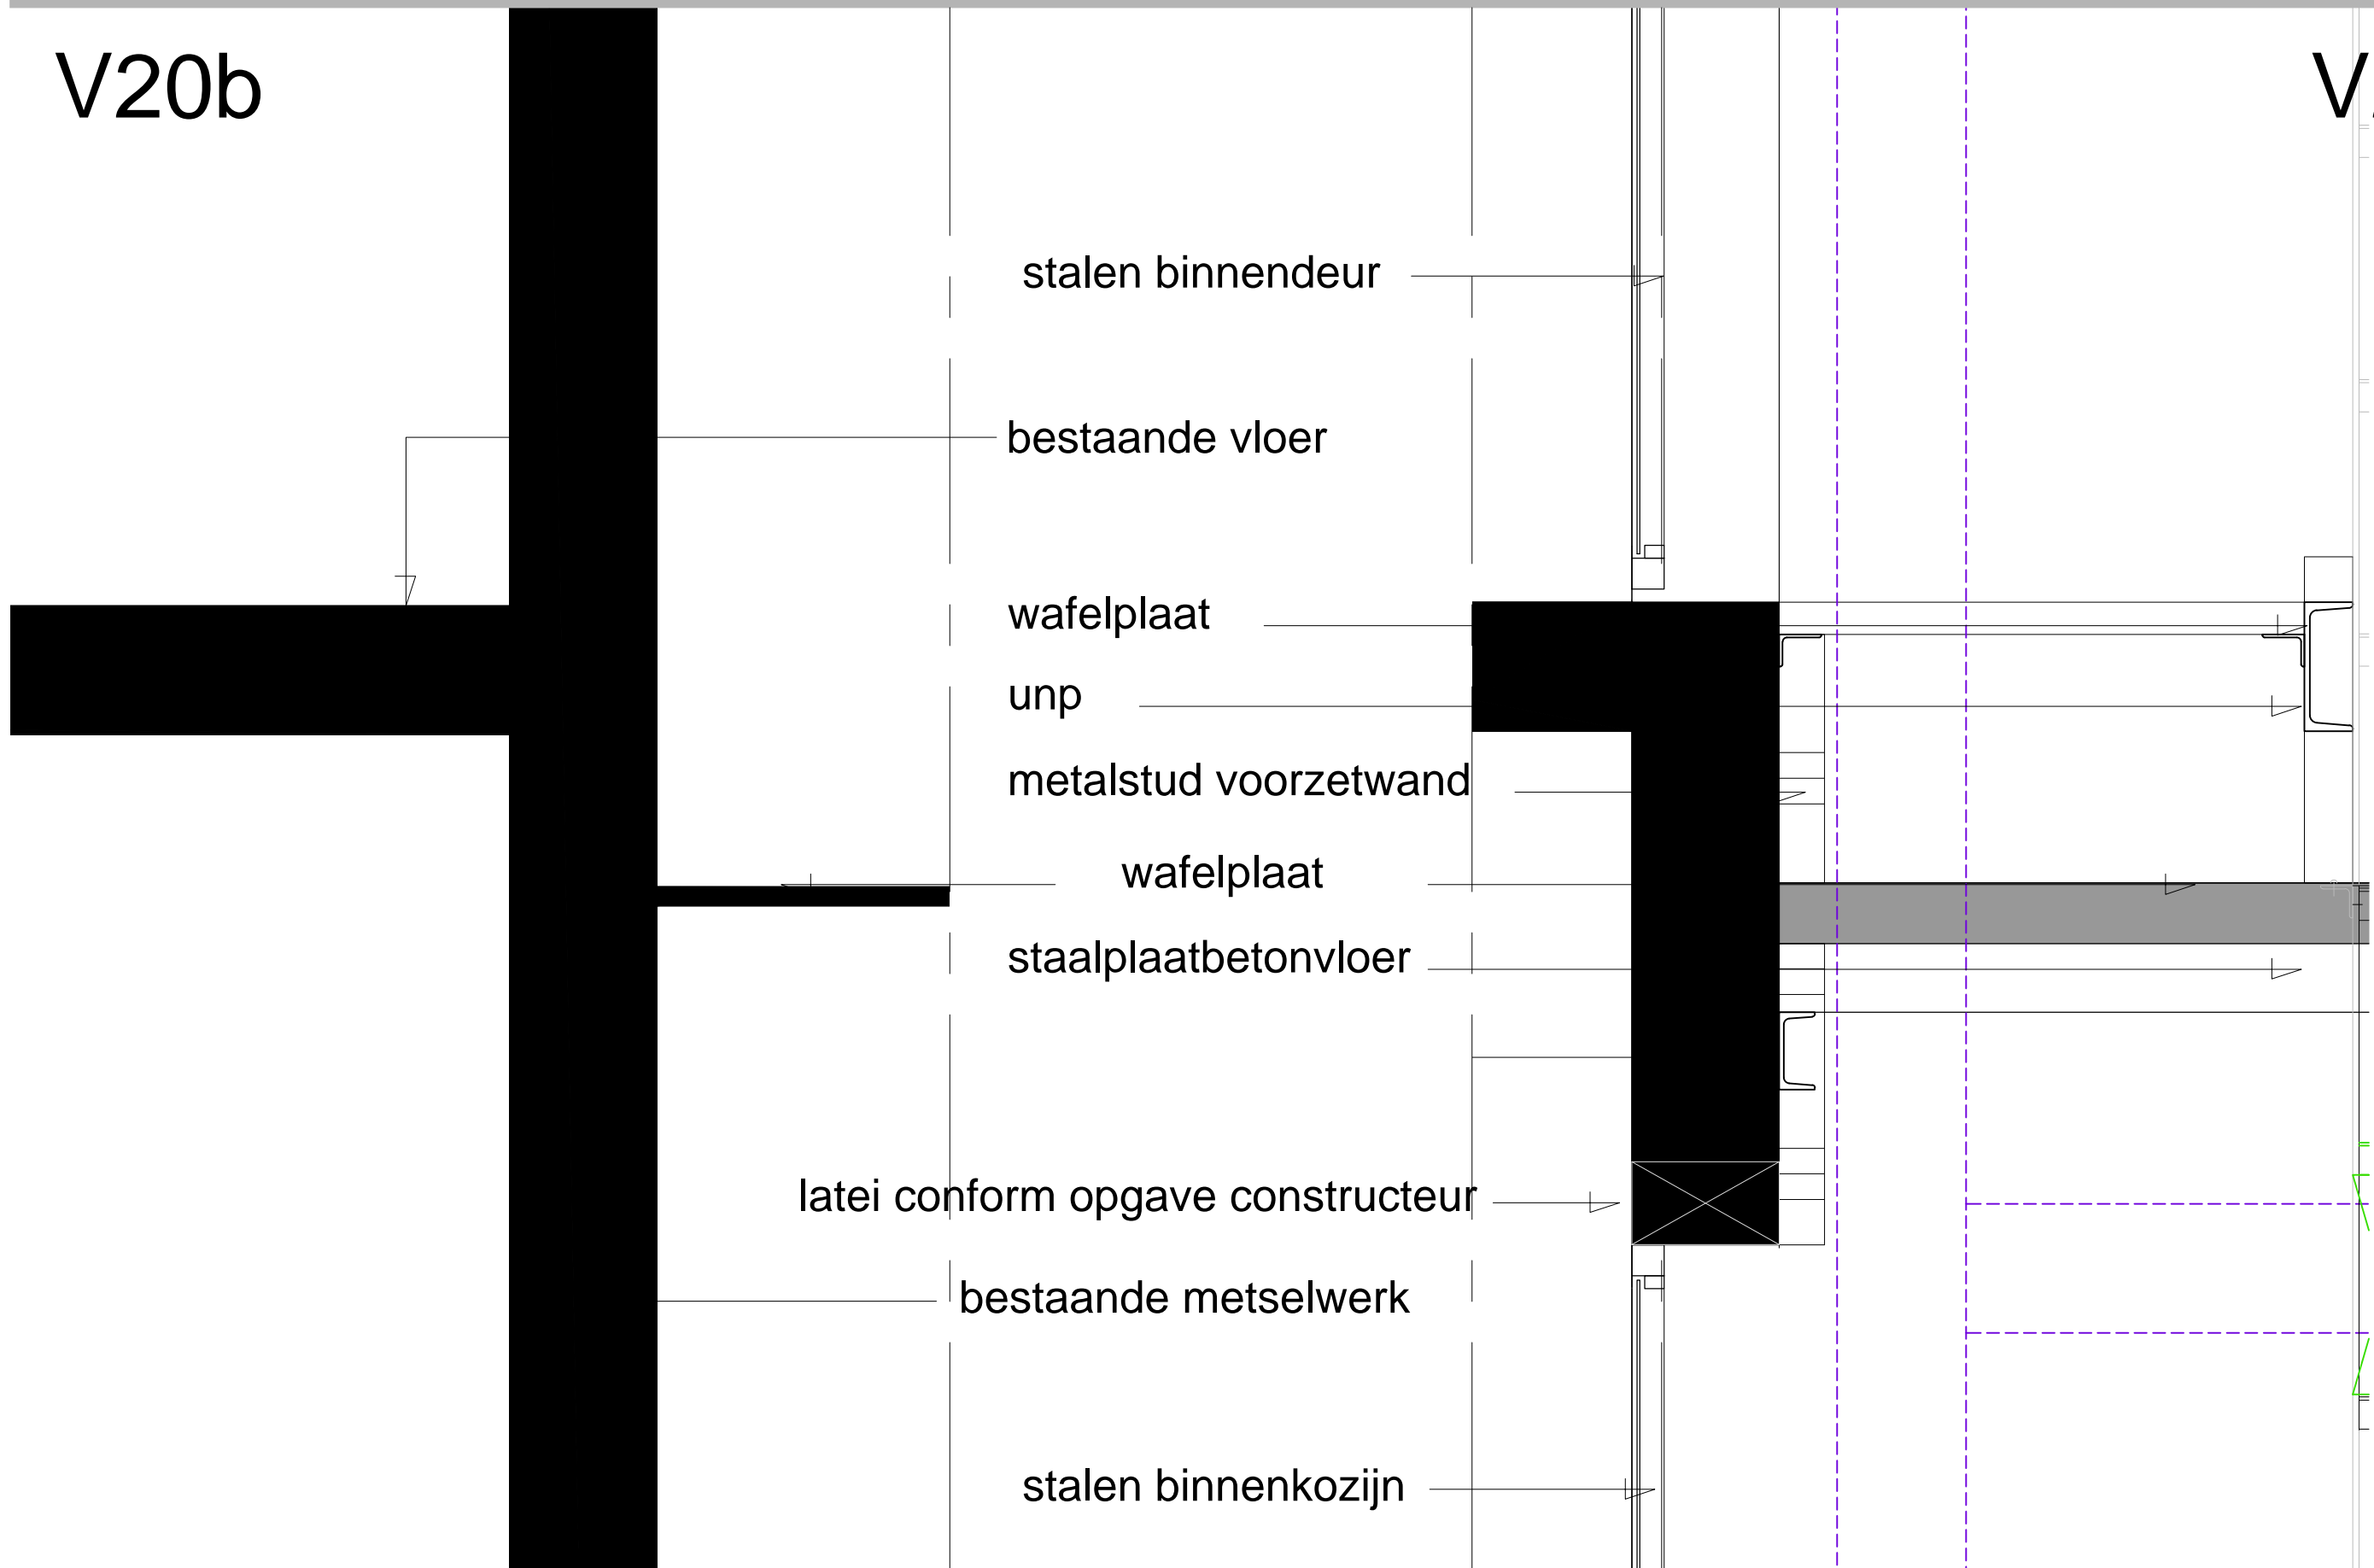 V20b
V
stalen binnendeur
bestaande vloer
wafelplaat
unp
metalstud voorzetwand
wafelplaat
staalplaatbetonvloer
latei conform opgave constructeur
bestaande metselwerk
stalen binnenkozijn